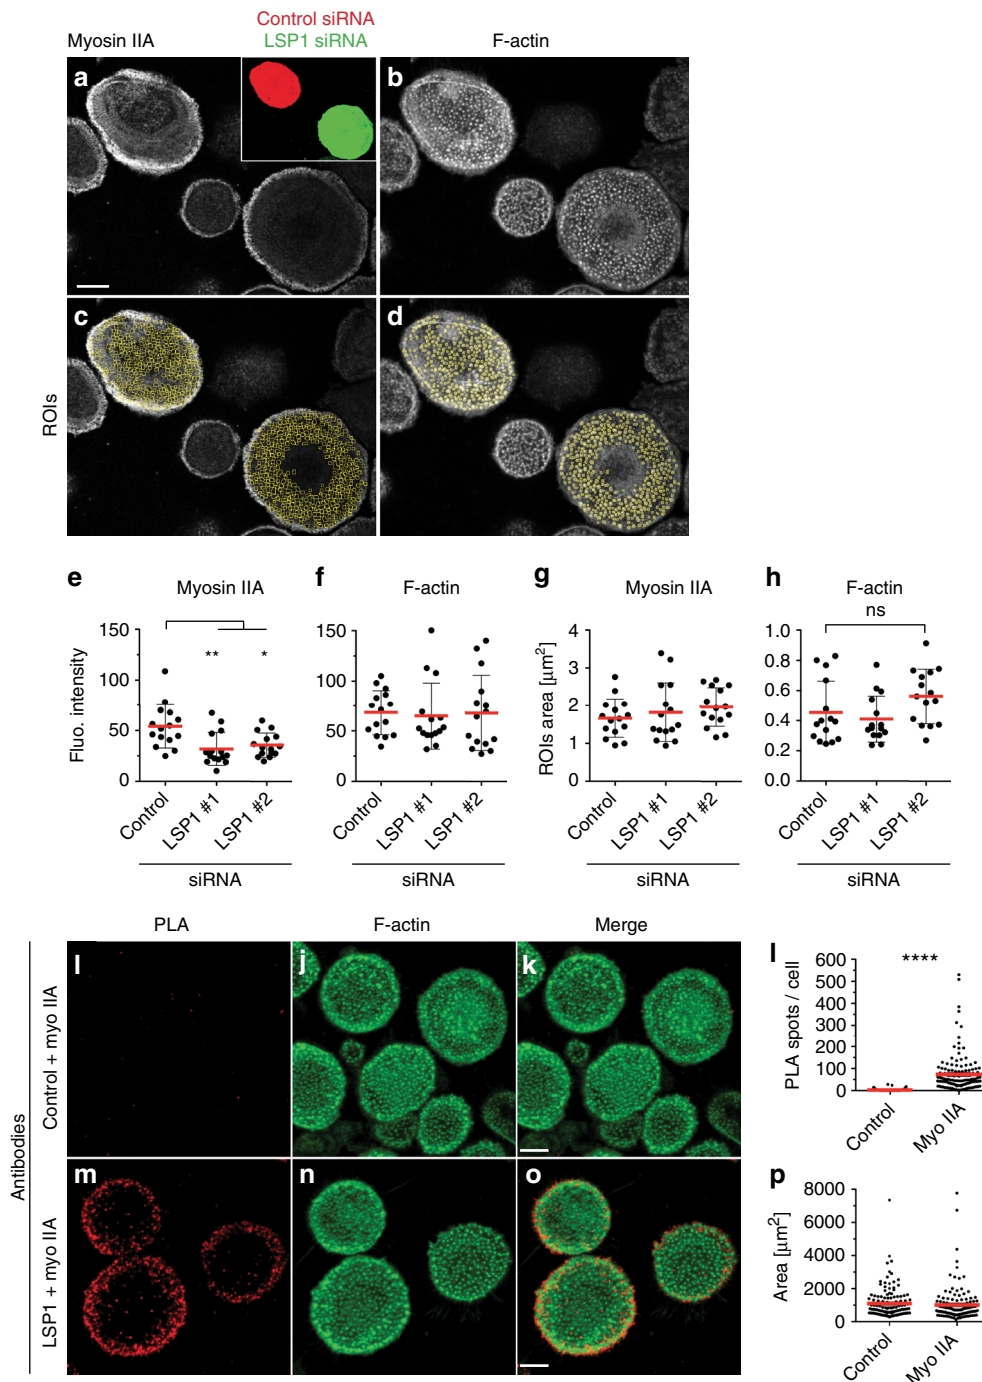 Control siRNA
Myosin IIA LSP1 siRNA F-actin
a b
c d
ROIs
e f g h
Myosin IIA F-actin Myosin IIA F-actin
ns
** *
Fluo. intensity
150
100
50
0
Control LSP1 #1 LSP1 #2
siRNA
150
100
50
0
Control LSP1 #1 LSP1 #2
siRNA
ROIs area [µm²]
4
3
2
1
0
Control LSP1 #1 LSP1 #2
siRNA
1.0
0.8
0.6
0.4
0.2
0.0
Control LSP1 #1 LSP1 #2
siRNA
PLA F-actin Merge
Antibodies
Control + myo IIA
l j k
LSP1 + myo IIA
m n o
l
****
PLA spots / cell
600
500
400
300
200
100
0
Control Myo IIA
p
Area [µm²]
8000
6000
4000
2000
0
Control Myo IIA